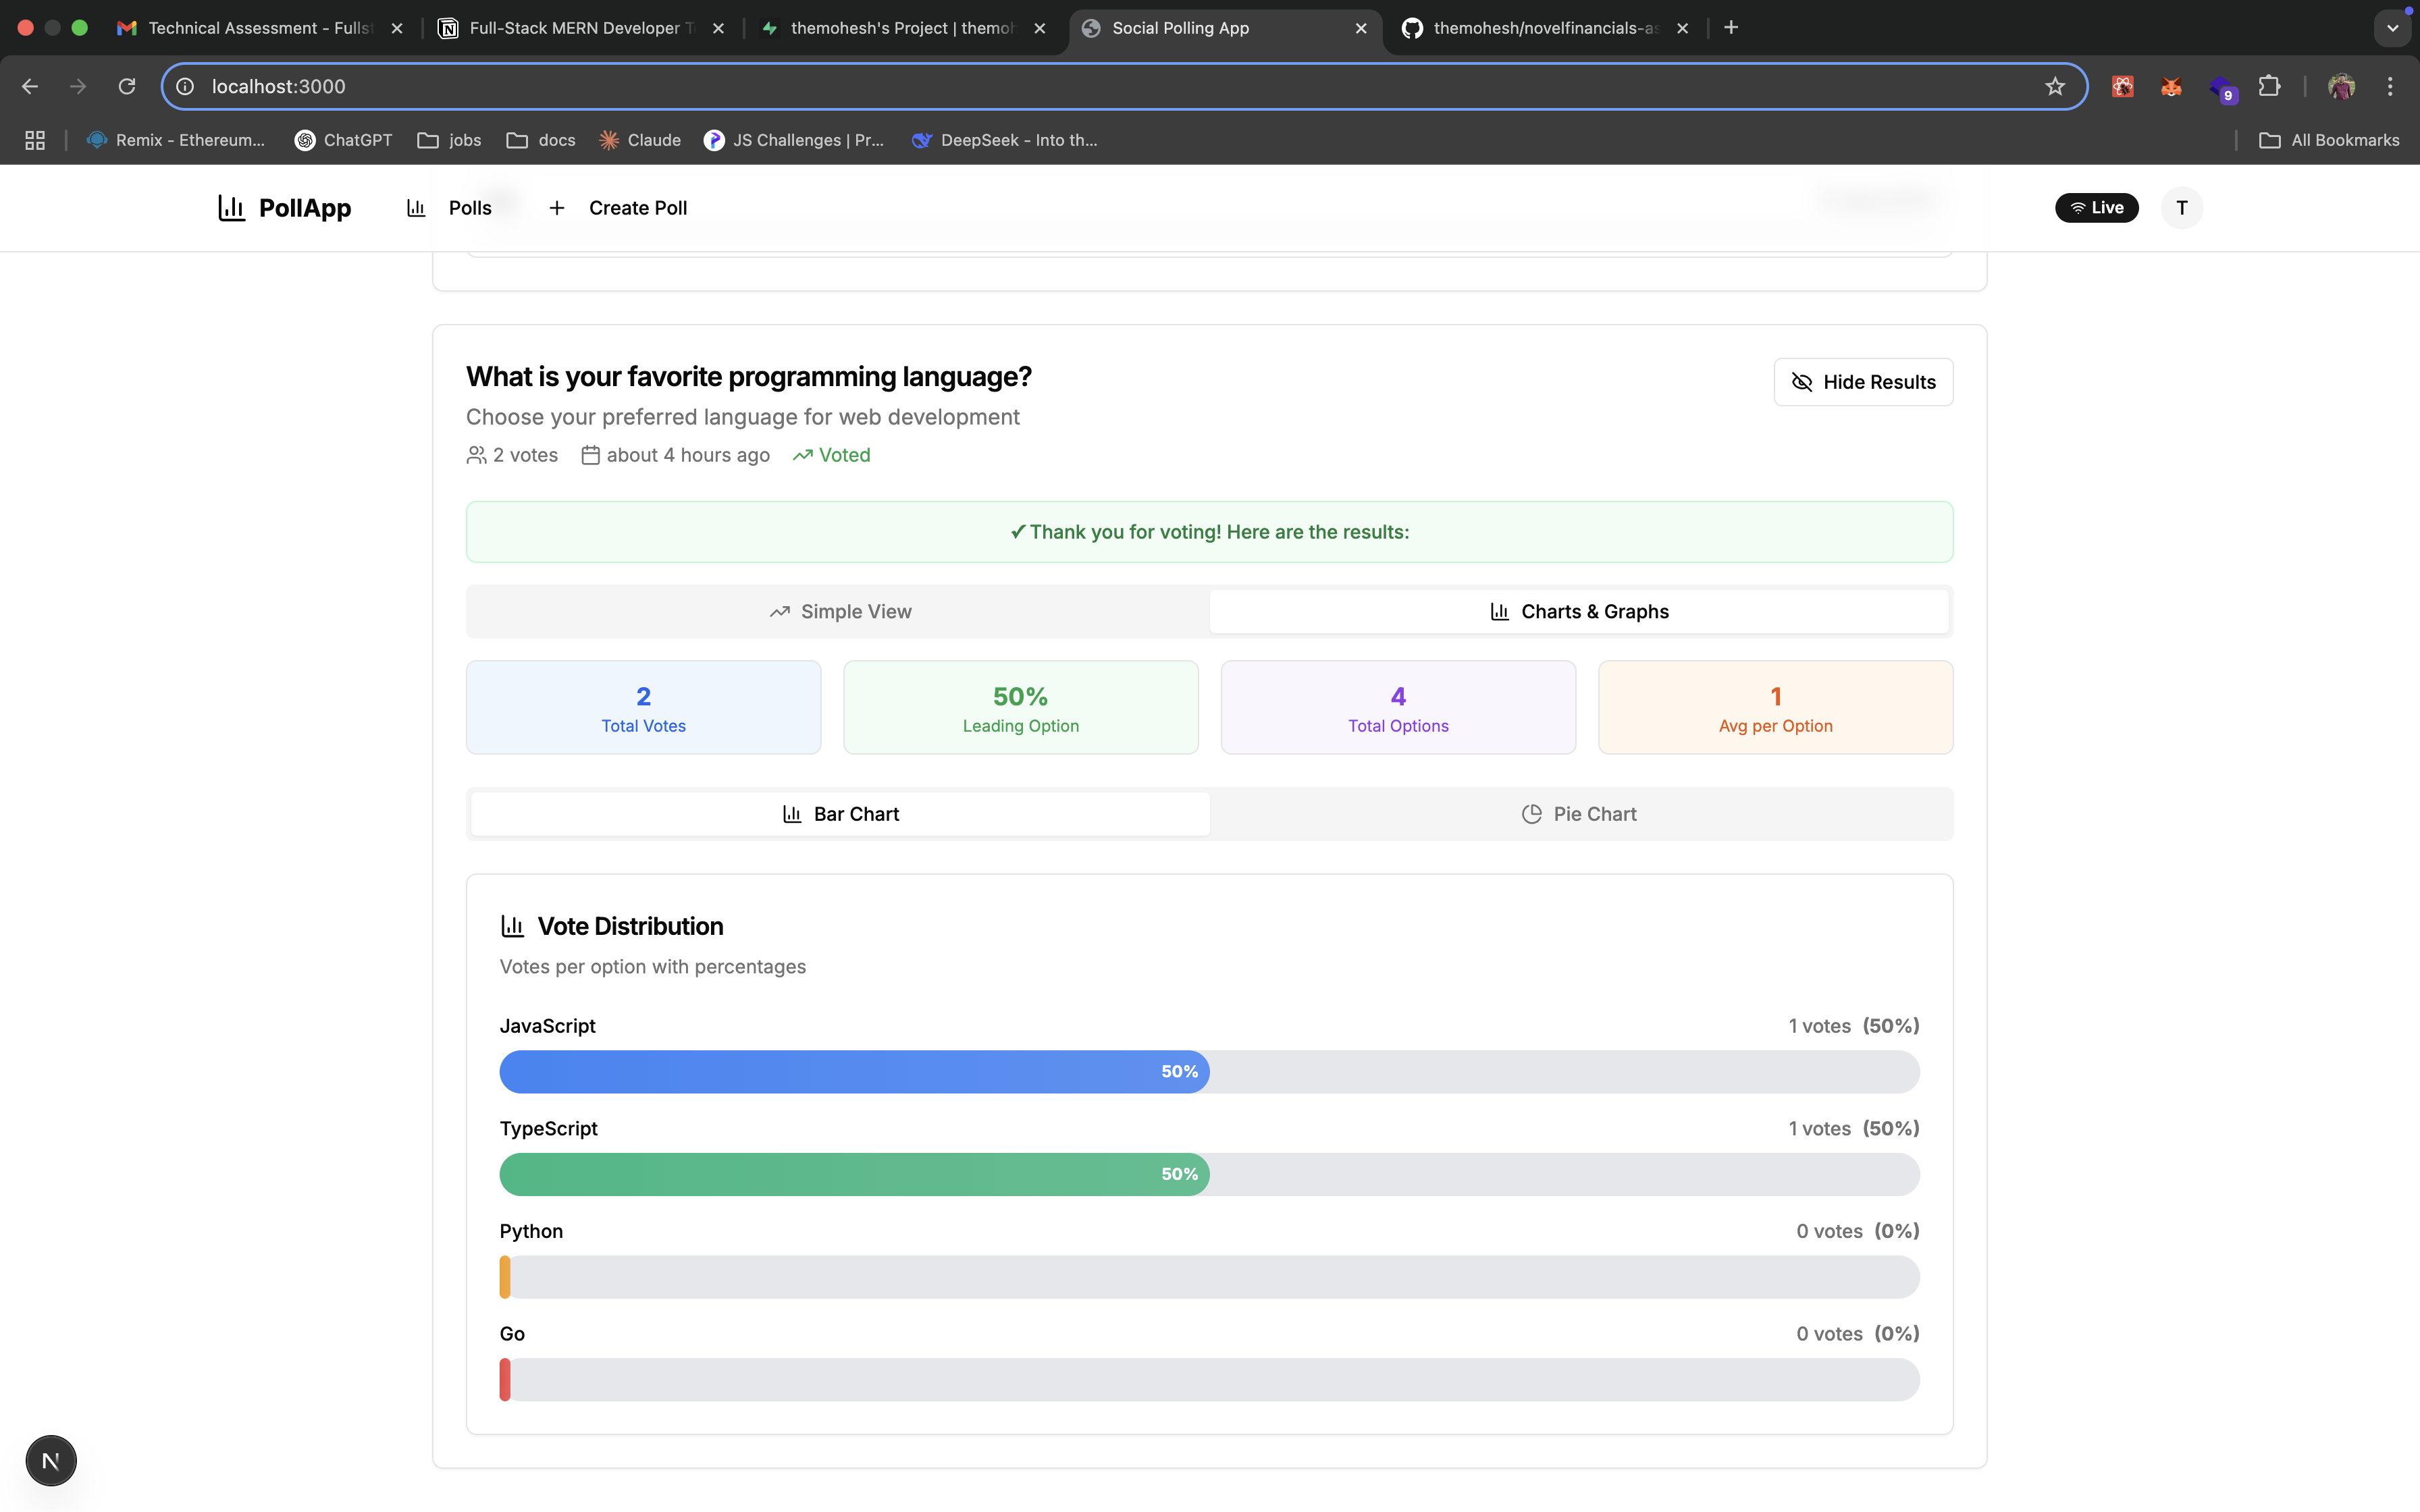 Technical Assessment - Fulls
Full-Stack MERN Developer T
themohesh's Project | themoh
Social Polling App
themohesh/novelfinancials-as
localhost:3000
9
Remix - Ethereum...
ChatGPT
jobs
docs
Claude
JS Challenges | Pr...
DeepSeek - Into th...
All Bookmarks
PollApp
Polls
Create Poll
Live
T
What is your favorite programming language?
Hide Results
Choose your preferred language for web development
2 votes
about 4 hours ago
Voted
✓ Thank you for voting! Here are the results:
Simple View
Charts & Graphs
2
Total Votes
50%
Leading Option
4
Total Options
1
Avg per Option
Bar Chart
Pie Chart
Vote Distribution
Votes per option with percentages
JavaScript
1 votes (50%)
50%
TypeScript
1 votes (50%)
50%
Python
0 votes (0%)
Go
0 votes (0%)
N